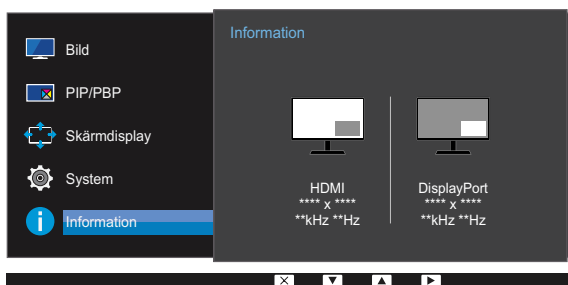 Information
Bild
PIP/PBP
Skärmdisplay
System
Information
HDMI
**** x ****
**kHz **Hz
DisplayPort
**** x ****
**kHz **Hz